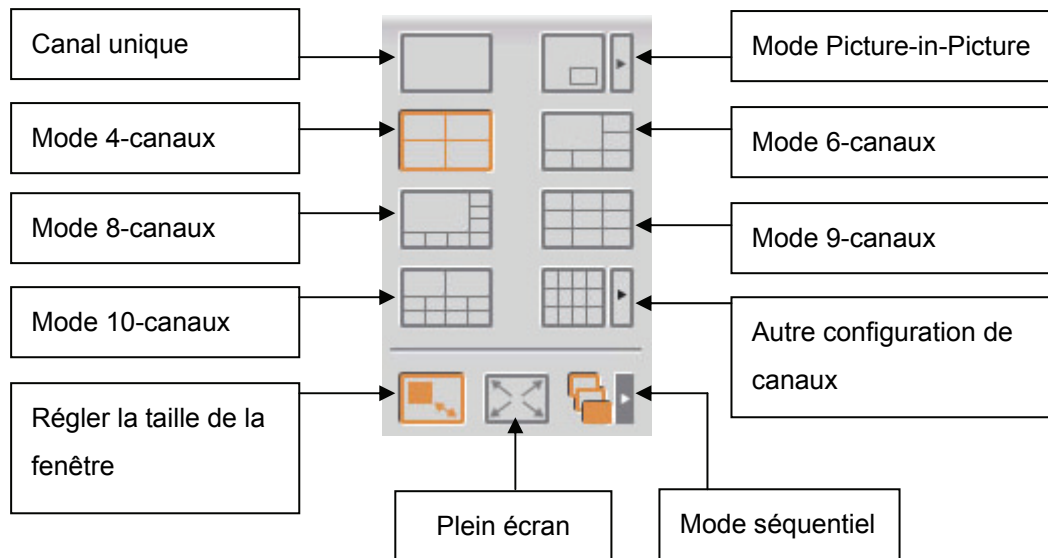 Canal unique
Mode Picture-in-Picture
Mode 4-canaux
Mode 6-canaux
Mode 8-canaux
Mode 9-canaux
Mode 10-canaux
Autre configuration de
canaux
Régler la taille de la
fenêtre
Plein écran
Mode séquentiel